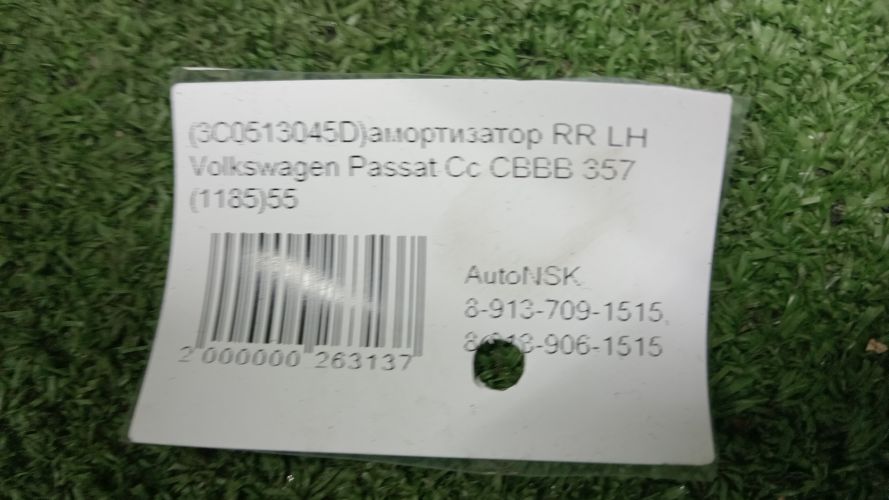 (3C0513045D)амортизатор RR LH
Volkswagen Passat Cc CBBB 357
(1185)55
AutoNSK
8-913-709-1515,
2 000000 263137